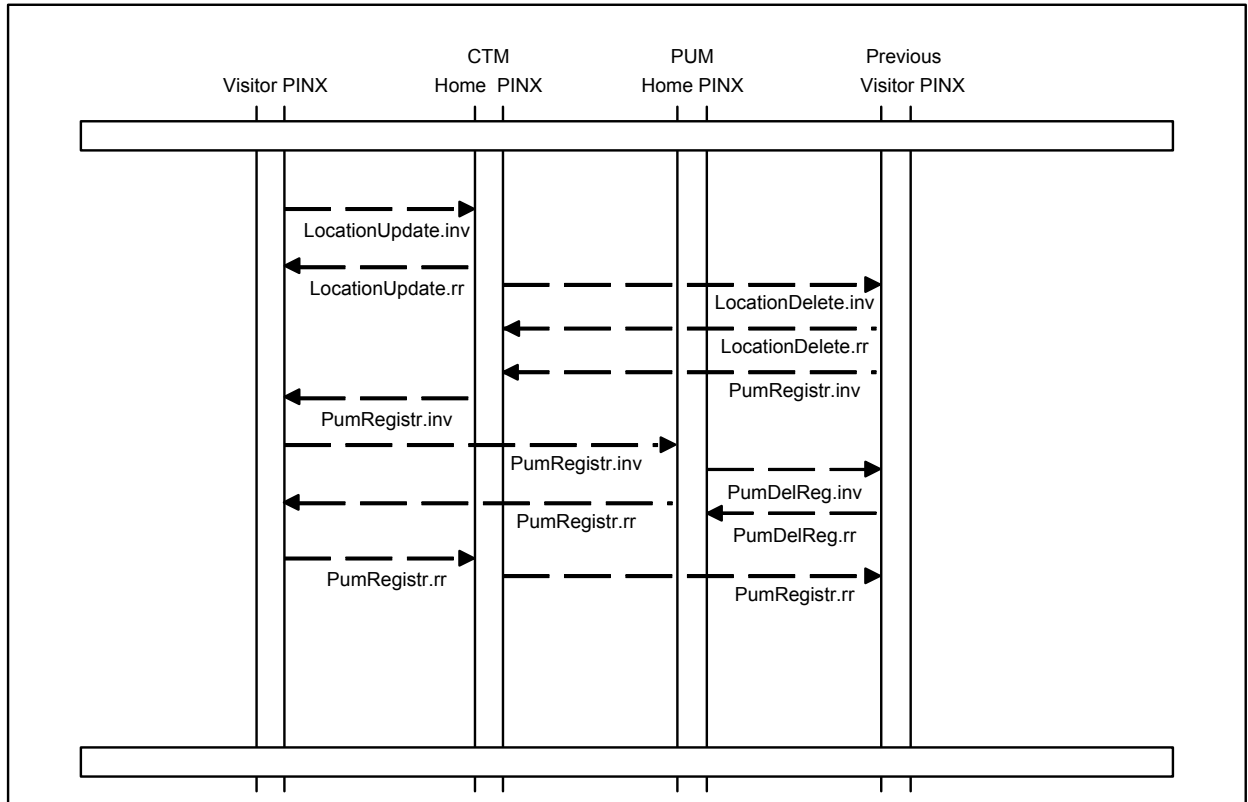 CTM PUM Previous
Visitor PINX Home PINX Home PINX Visitor PINX
LocationUpdate.inv
LocationUpdate.rr
LocationDelete.inv
LocationDelete.rr
PumRegistr.inv
PumRegistr.inv
PumRegistr.inv
PumDelReg.inv
PumRegistr.rr
PumDelReg.rr
PumRegistr.rr
PumRegistr.rr